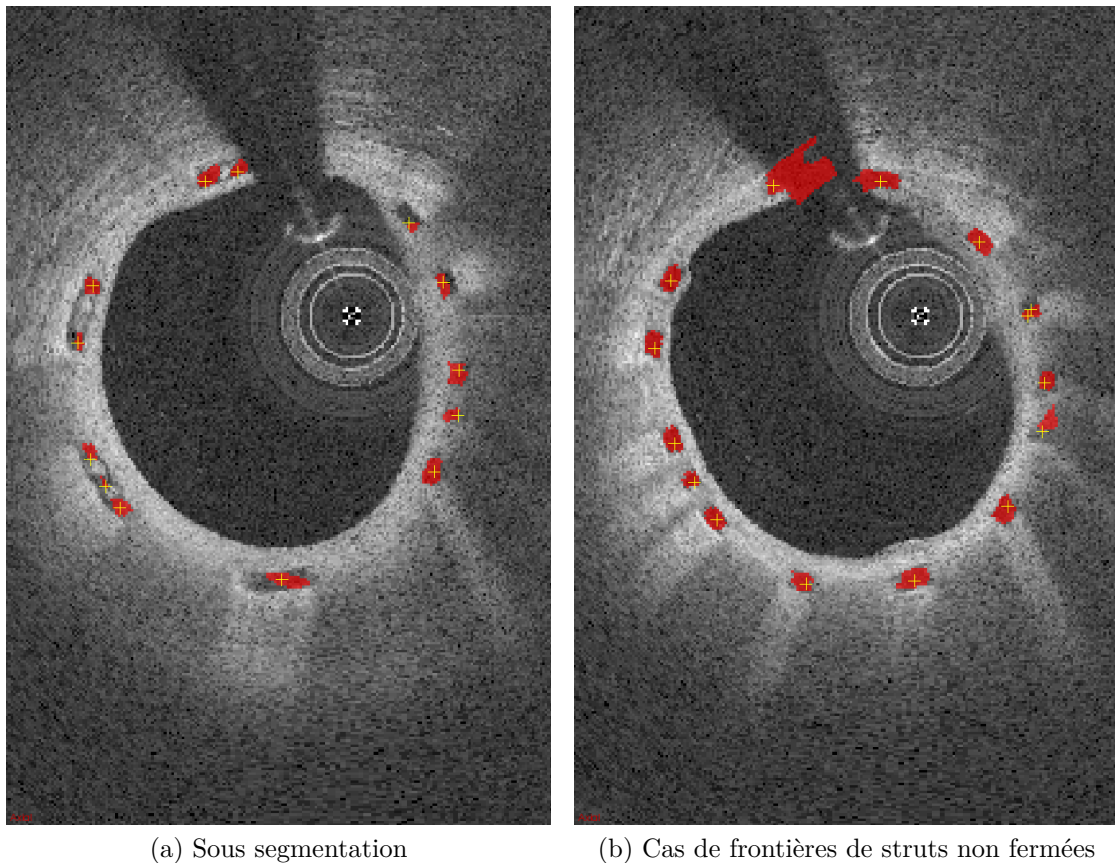 (a) Sous segmentation
(b) Cas de frontières de struts non fermées